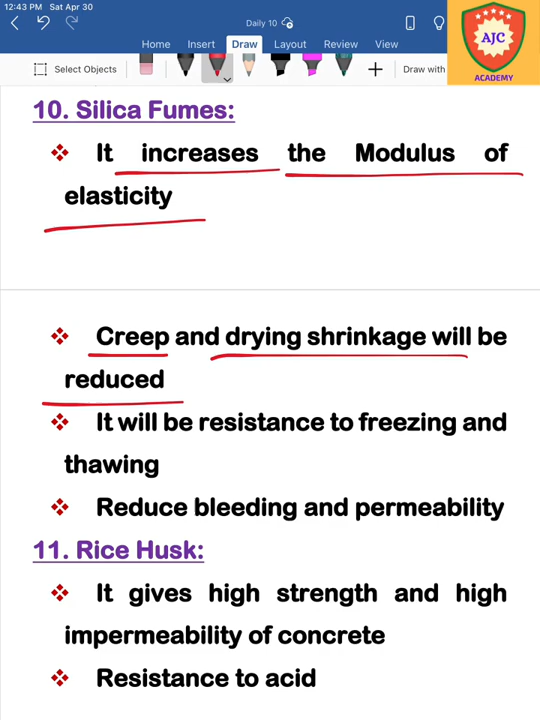 12:43 PM Sat Apr 30
Daily 10
Home Insert Draw Layout Review View
Select Objects
Draw with
AJC
ACADEMY
10. Silica Fumes:
It increases the Modulus of
elasticity
Creep and drying shrinkage will be
reduced
It will be resistance to freezing and
thawing
Reduce bleeding and permeability
11. Rice Husk:
It gives high strength and high
impermeability of concrete
Resistance to acid